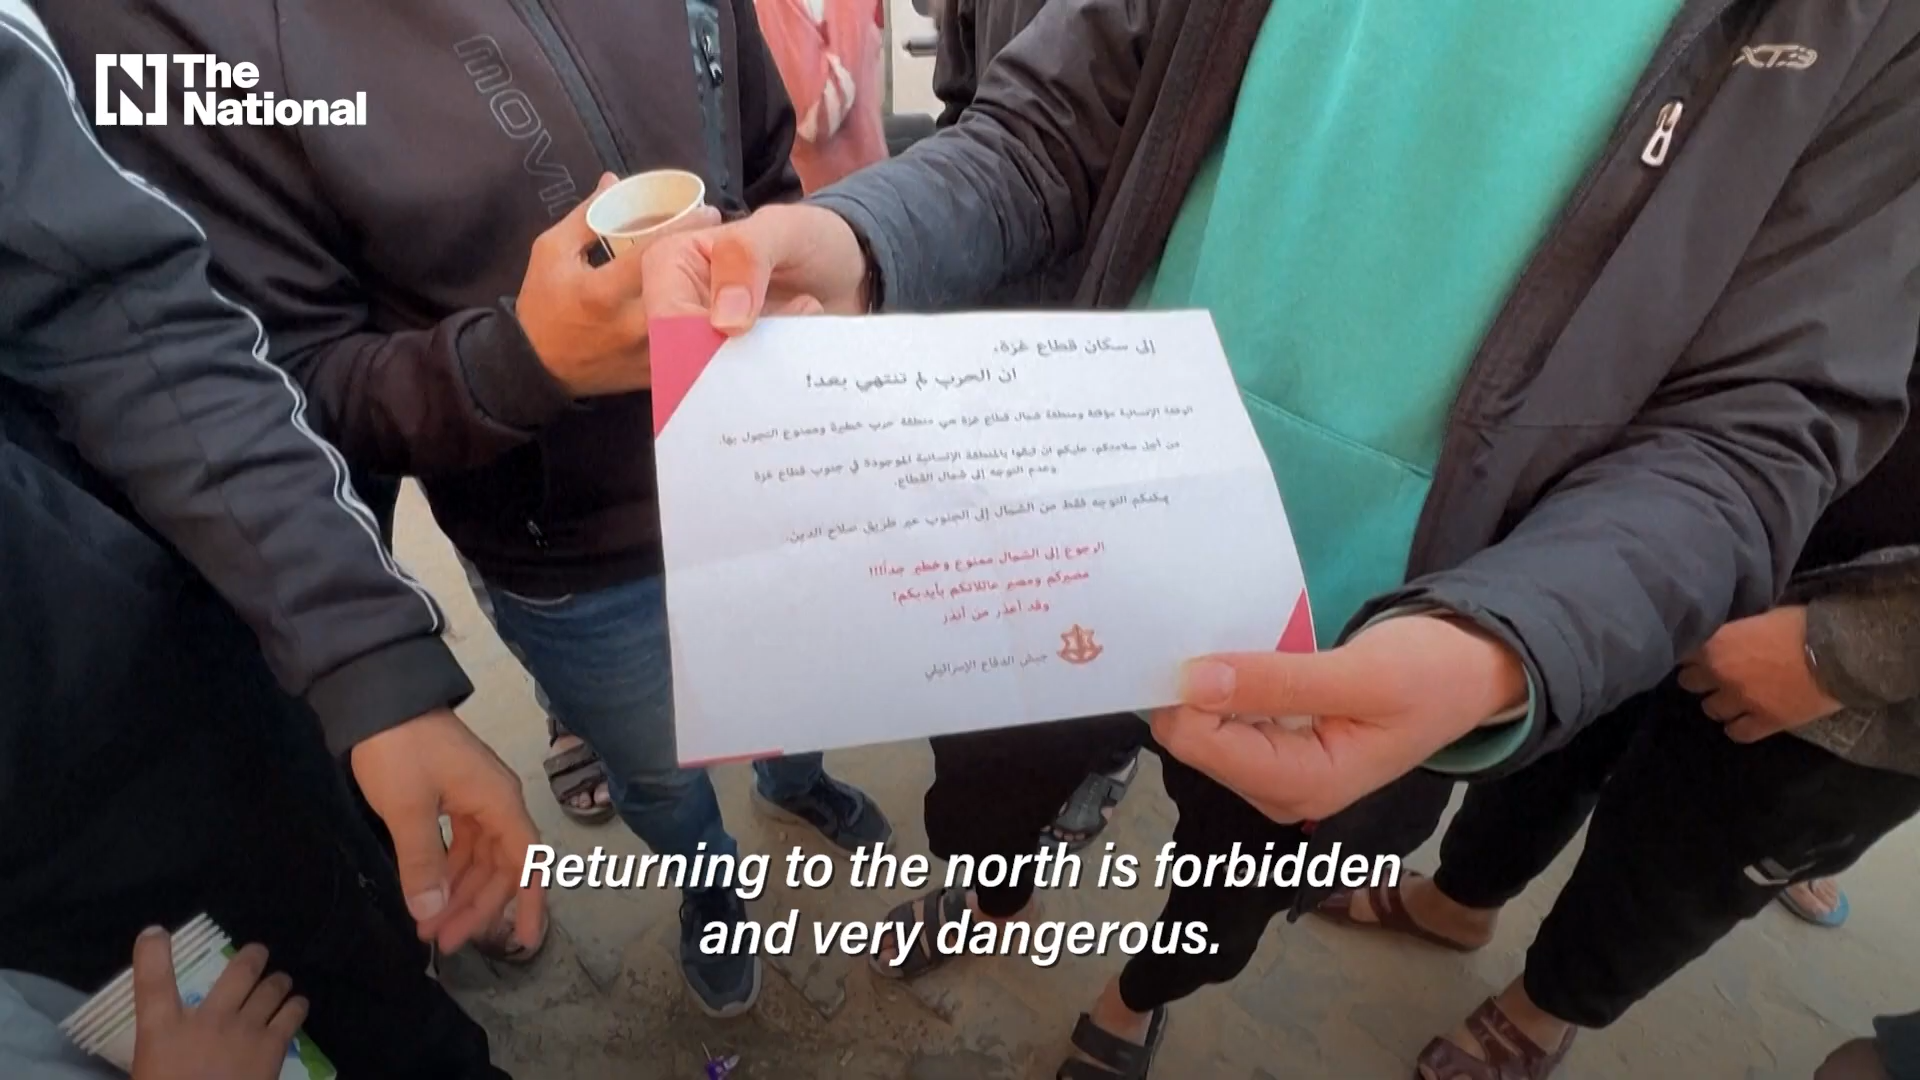 The
National
MOVIN
XTB
إلى سكان قطاع غزة،
ان الحرب لم تنتهي بعد!
الوقفة الإنسانية مؤقتة ومنطقة شمال قطاع غزة هي منطقة حرب خطيرة وممنوع التجول بها.
من أجل سلامتكم، عليكم ان تبقوا بالمنطقة الإنسانية الموجودة في جنوب قطاع غزة
وعدم التوجه إلى شمال القطاع.
يمكنكم التوجه فقط من الشمال إلى الجنوب عبر طريق صلاح الدين.
الرجوع إلى الشمال ممنوع وخطير جداً!!!
مصيركم ومصير عائلاتكم بأيديكم!
وقد أعذر من أنذر
جيش الدفاع الإسرائيلي
Returning to the north is forbidden
and very dangerous.